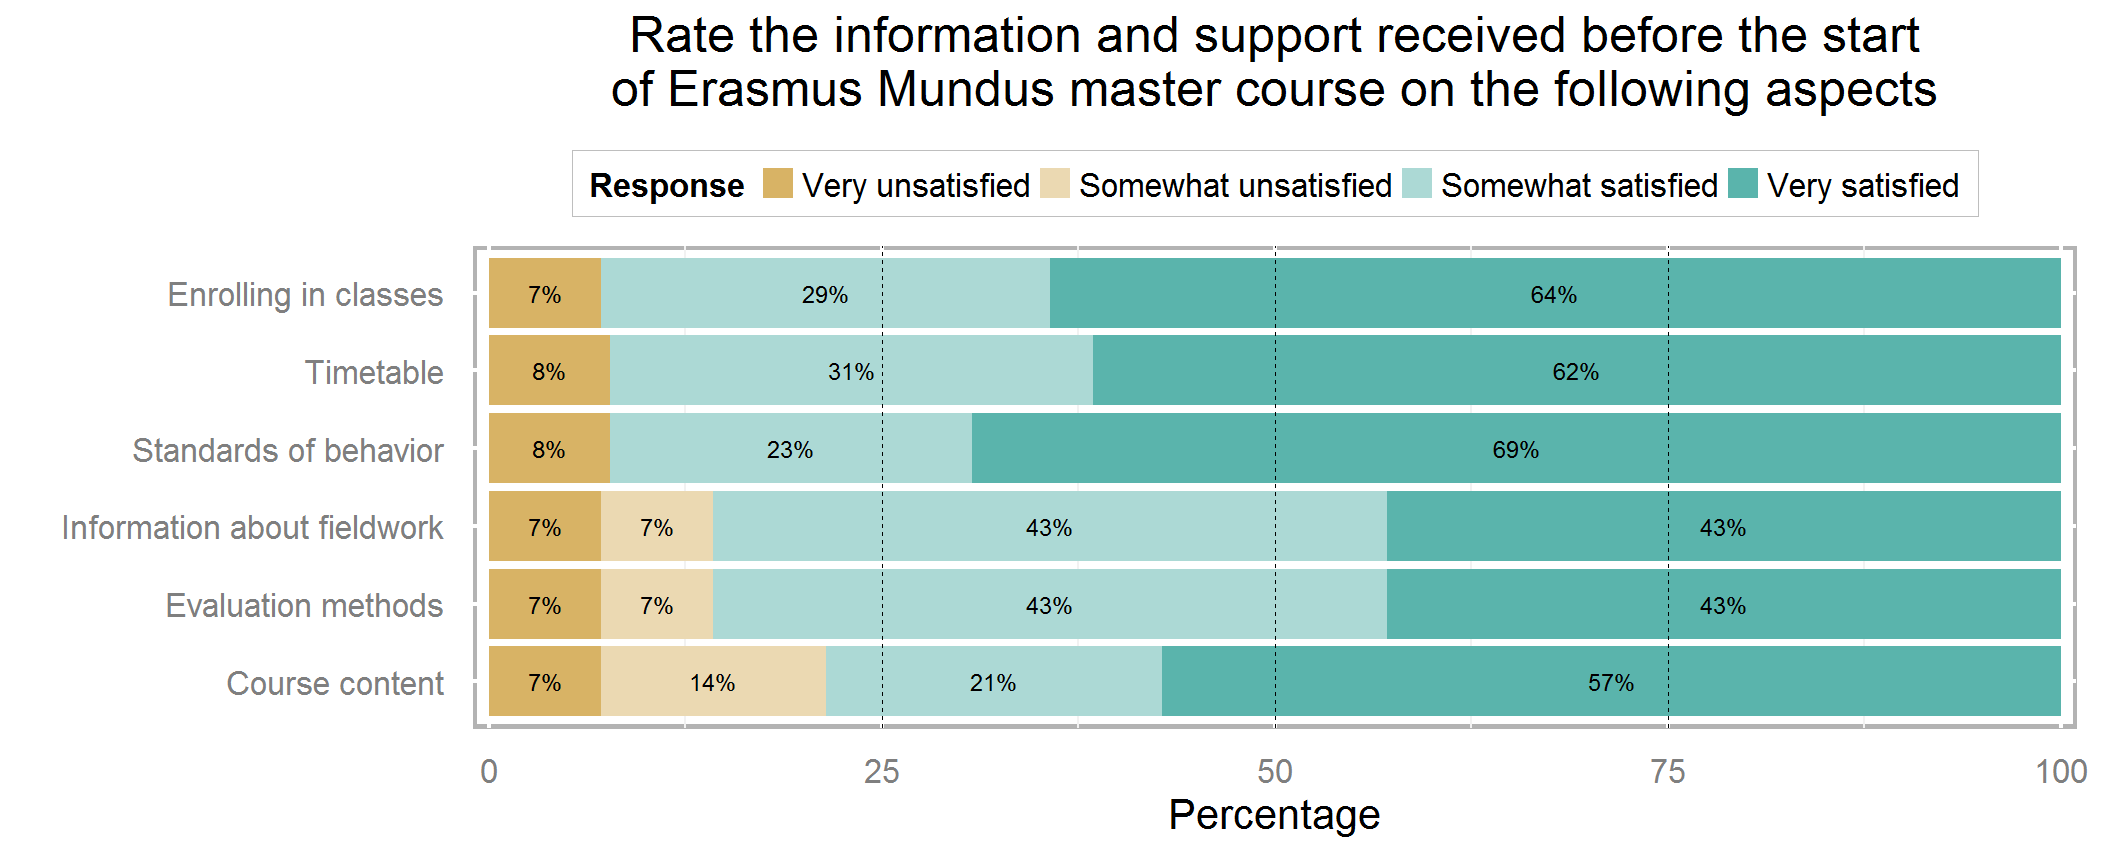 Rate the information and support received before the start
of Erasmus Mundus master course on the following aspects
Response Very unsatisfied Somewhat unsatisfied Somewhat satisfied Very satisfied
Enrolling in classes 7% 29% 64%
Timetable 8% 31% 62%
Standards of behavior 8% 23% 69%
Information about fieldwork 7% 7% 43% 43%
Evaluation methods 7% 7% 43% 43%
Course content 7% 14% 21% 57%
0 25 50 75 100
Percentage